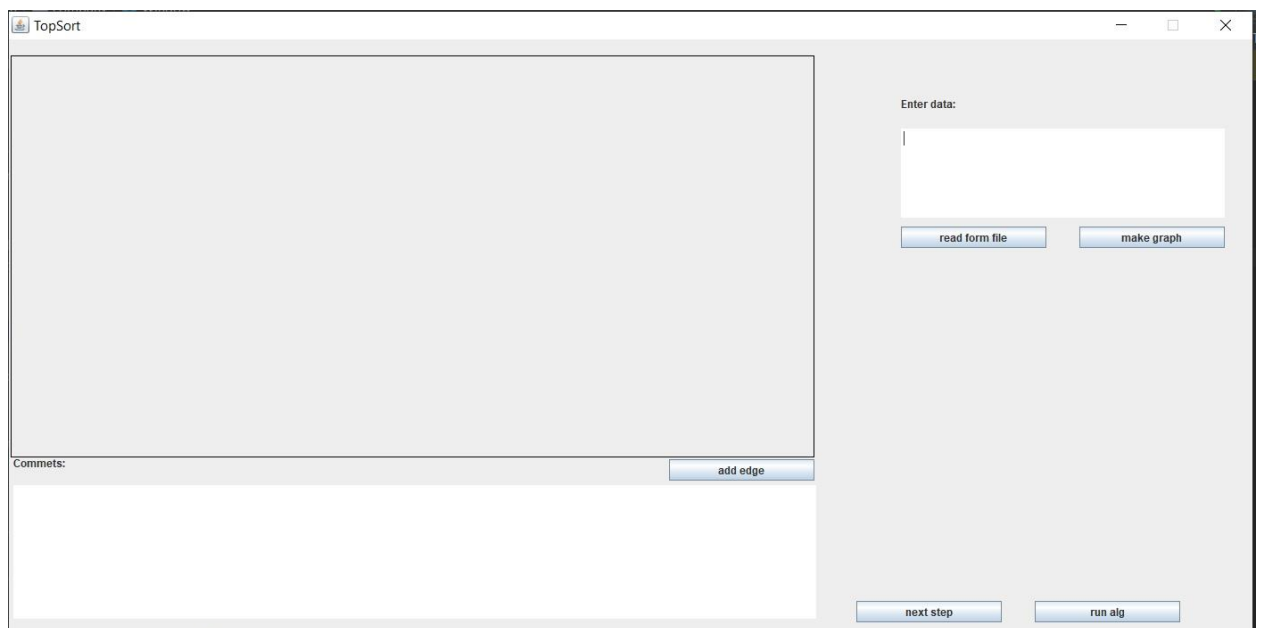 TopSort
Enter data:
read form file
make graph
Commets:
add edge
next step
run alg